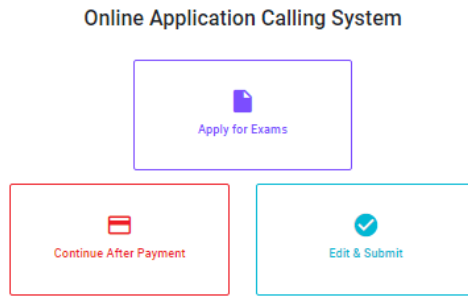 Online Application Calling System
Apply for Exams
Continue After Payment
Edit & Submit